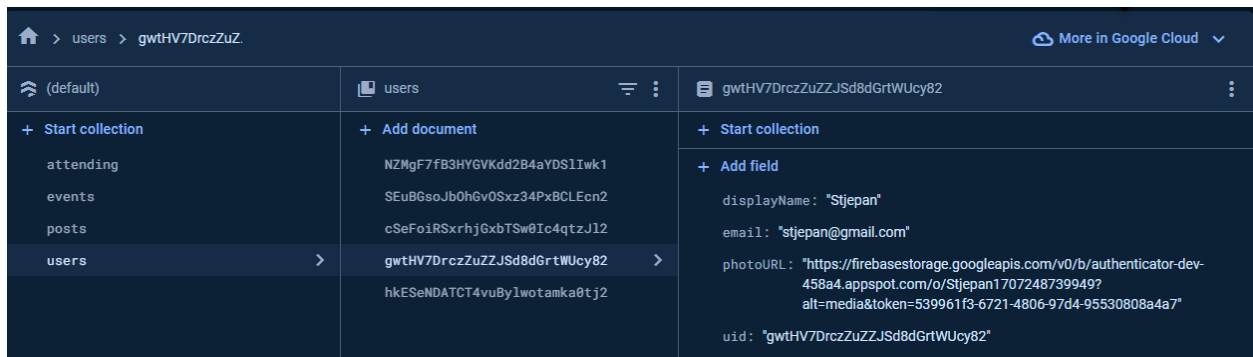 > users > gwtHV7DrczZuZ.
More in Google Cloud
(default)
+ Start collection
attending
events
posts
users
users
+ Add document
NZMgF7fB3HYGVKdd2B4aYDSlIwk1
SEuBGsoJbOhGvOSxz34PxBCLEcn2
cSeFoiRSxrhjGxbTSw0Ic4qtzJl2
gwtHV7DrczZuZZJSd8dGrtWUcy82
hkESeNDATCT4vuBylwotamka0tj2
gwtHV7DrczZuZZJSd8dGrtWUcy82
+ Start collection
+ Add field
displayName: "Stjepan"
email: "stjepan@gmail.com"
photoURL: "https://firebasestorage.googleapis.com/v0/b/authenticator-dev-
458a4.appspot.com/o/Stjepan1707248739949?
alt=media&token=539961f3-6721-4806-97d4-95530808a4a7"
uid: "gwtHV7DrczZuZZJSd8dGrtWUcy82"